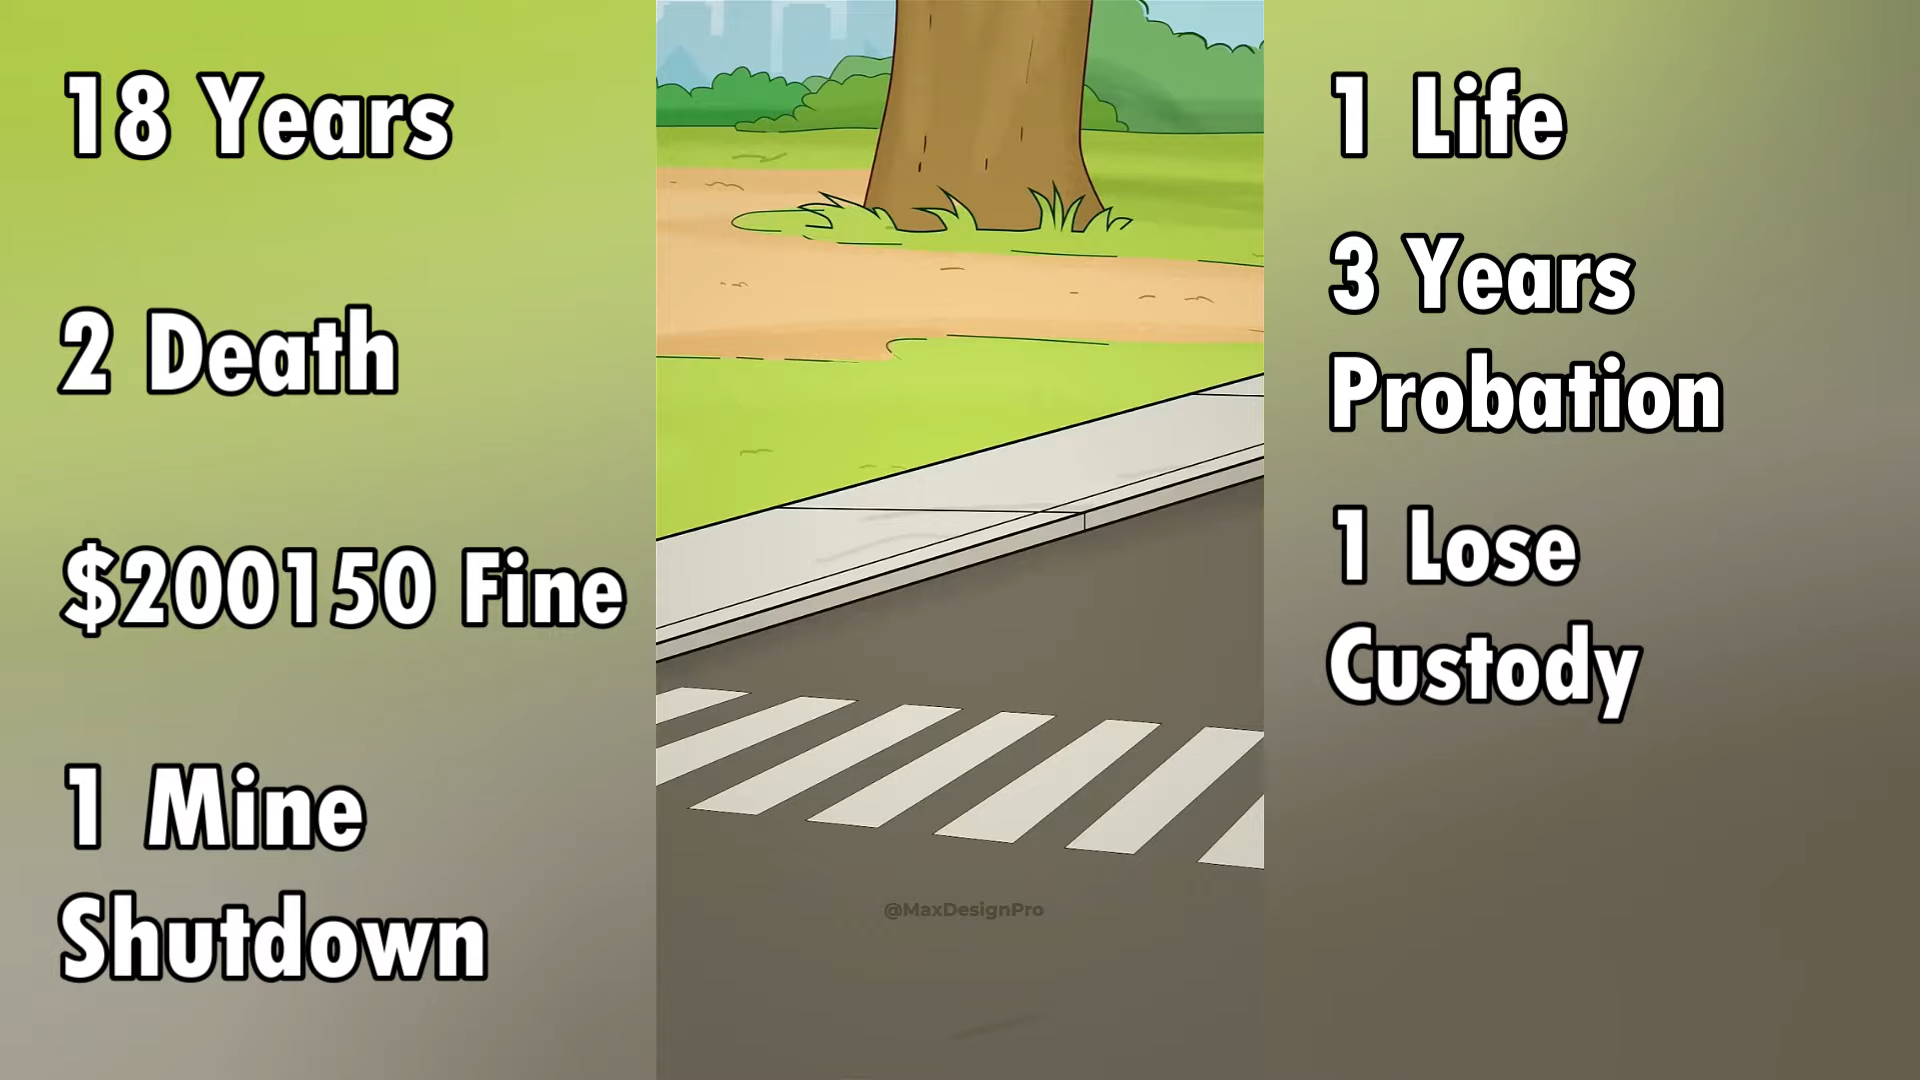 18 Years
2 Death
$200150 Fine
1 Mine
Shutdown
@MaxDesignPro
1 Life
3 Years
Probation
1 Lose
Custody